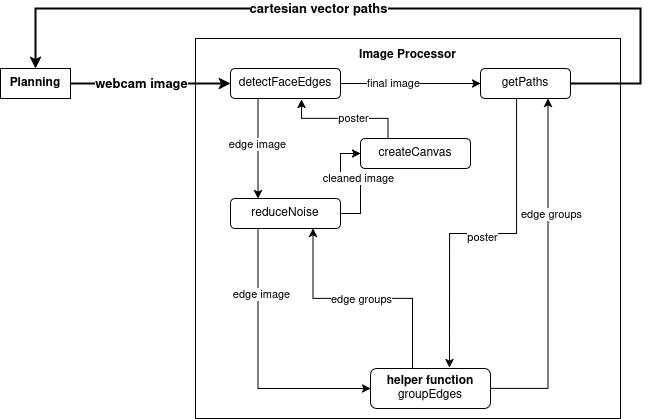 cartesian vector paths
Image Processor
Planning
webcam image
detectFaceEdges
final image
getPaths
poster
edge image
createCanvas
cleaned image
reduceNoise
edge groups
poster
edge image
edge groups
helper function
groupEdges